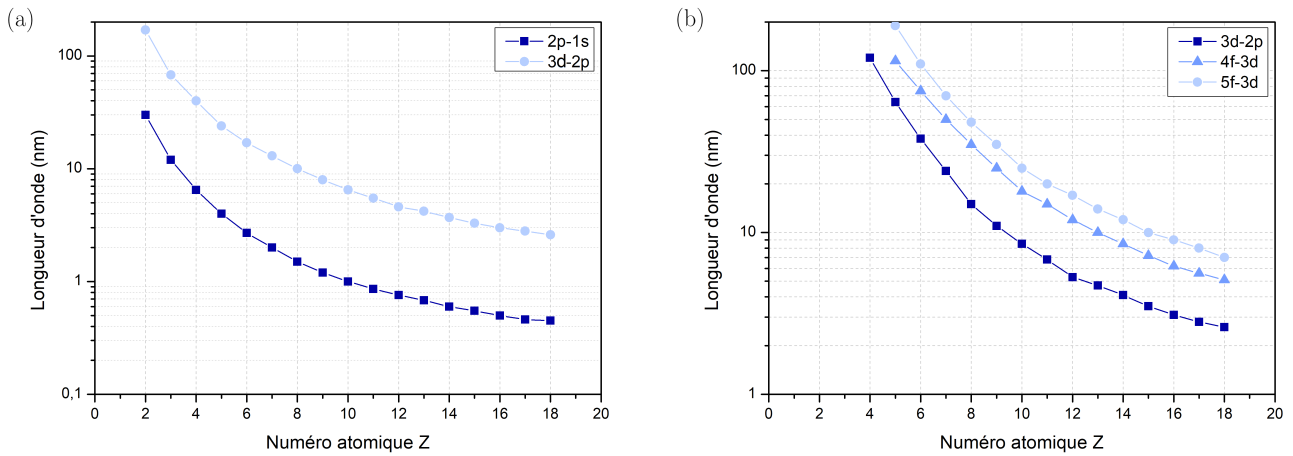 (a)
2p-1s
3d-2p
100
10
1
0,1
Longueur d'onde (nm)
0 2 4 6 8 10 12 14 16 18 20
Numéro atomique Z
(b)
3d-2p
4f-3d
5f-3d
100
10
1
Longueur d'onde (nm)
0 2 4 6 8 10 12 14 16 18 20
Numéro atomique Z